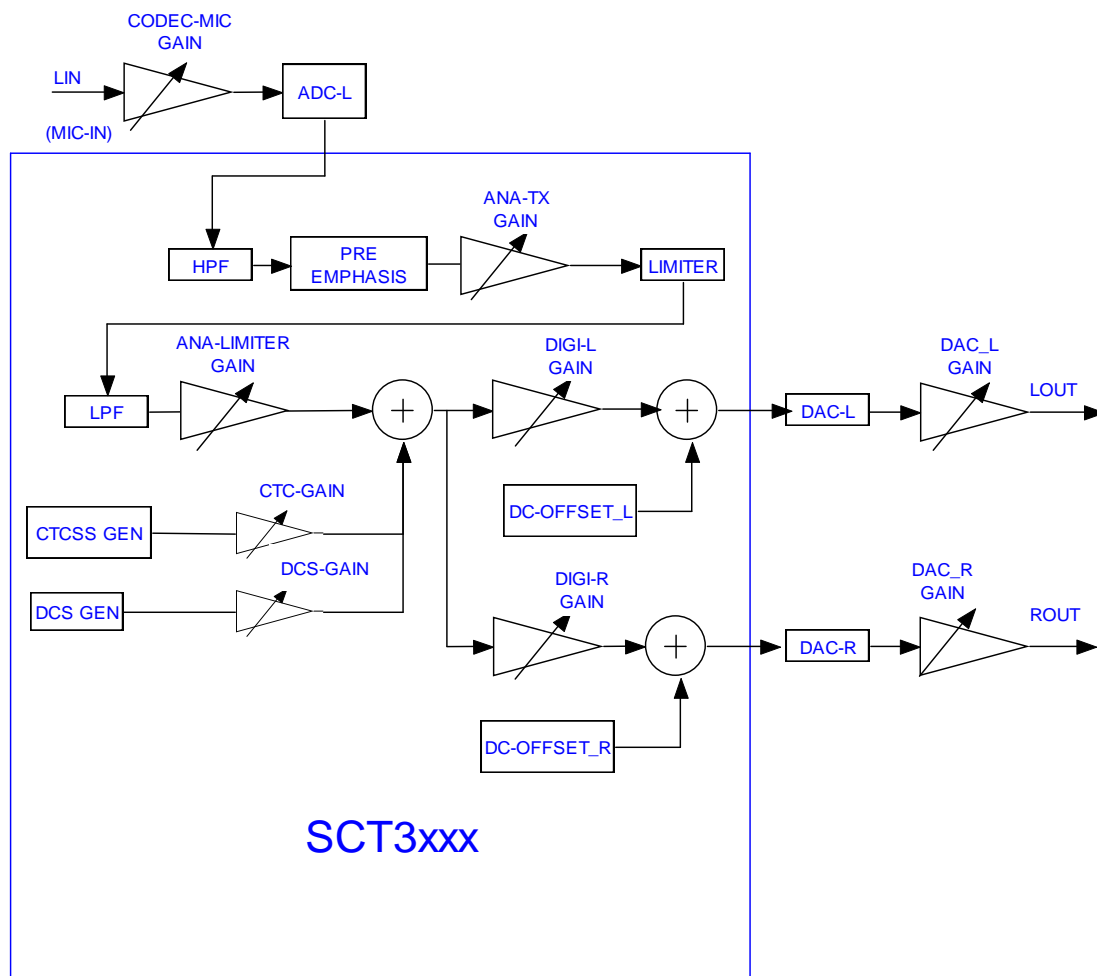 CODEC-MIC
GAIN
LIN
ADC-L
(MIC-IN)
ANA-TX
GAIN
HPF
PRE
EMPHASIS
LIMITER
ANA-LIMITER
GAIN
DIGI-L
GAIN
DAC_L
GAIN
LOUT
LPF
+
+
DAC-L
CTC-GAIN
DC-OFFSET_L
CTCSS GEN
DCS-GAIN
DIGI-R
GAIN
DAC_R
GAIN
ROUT
DCS GEN
+
DAC-R
DC-OFFSET_R
SCT3xxx